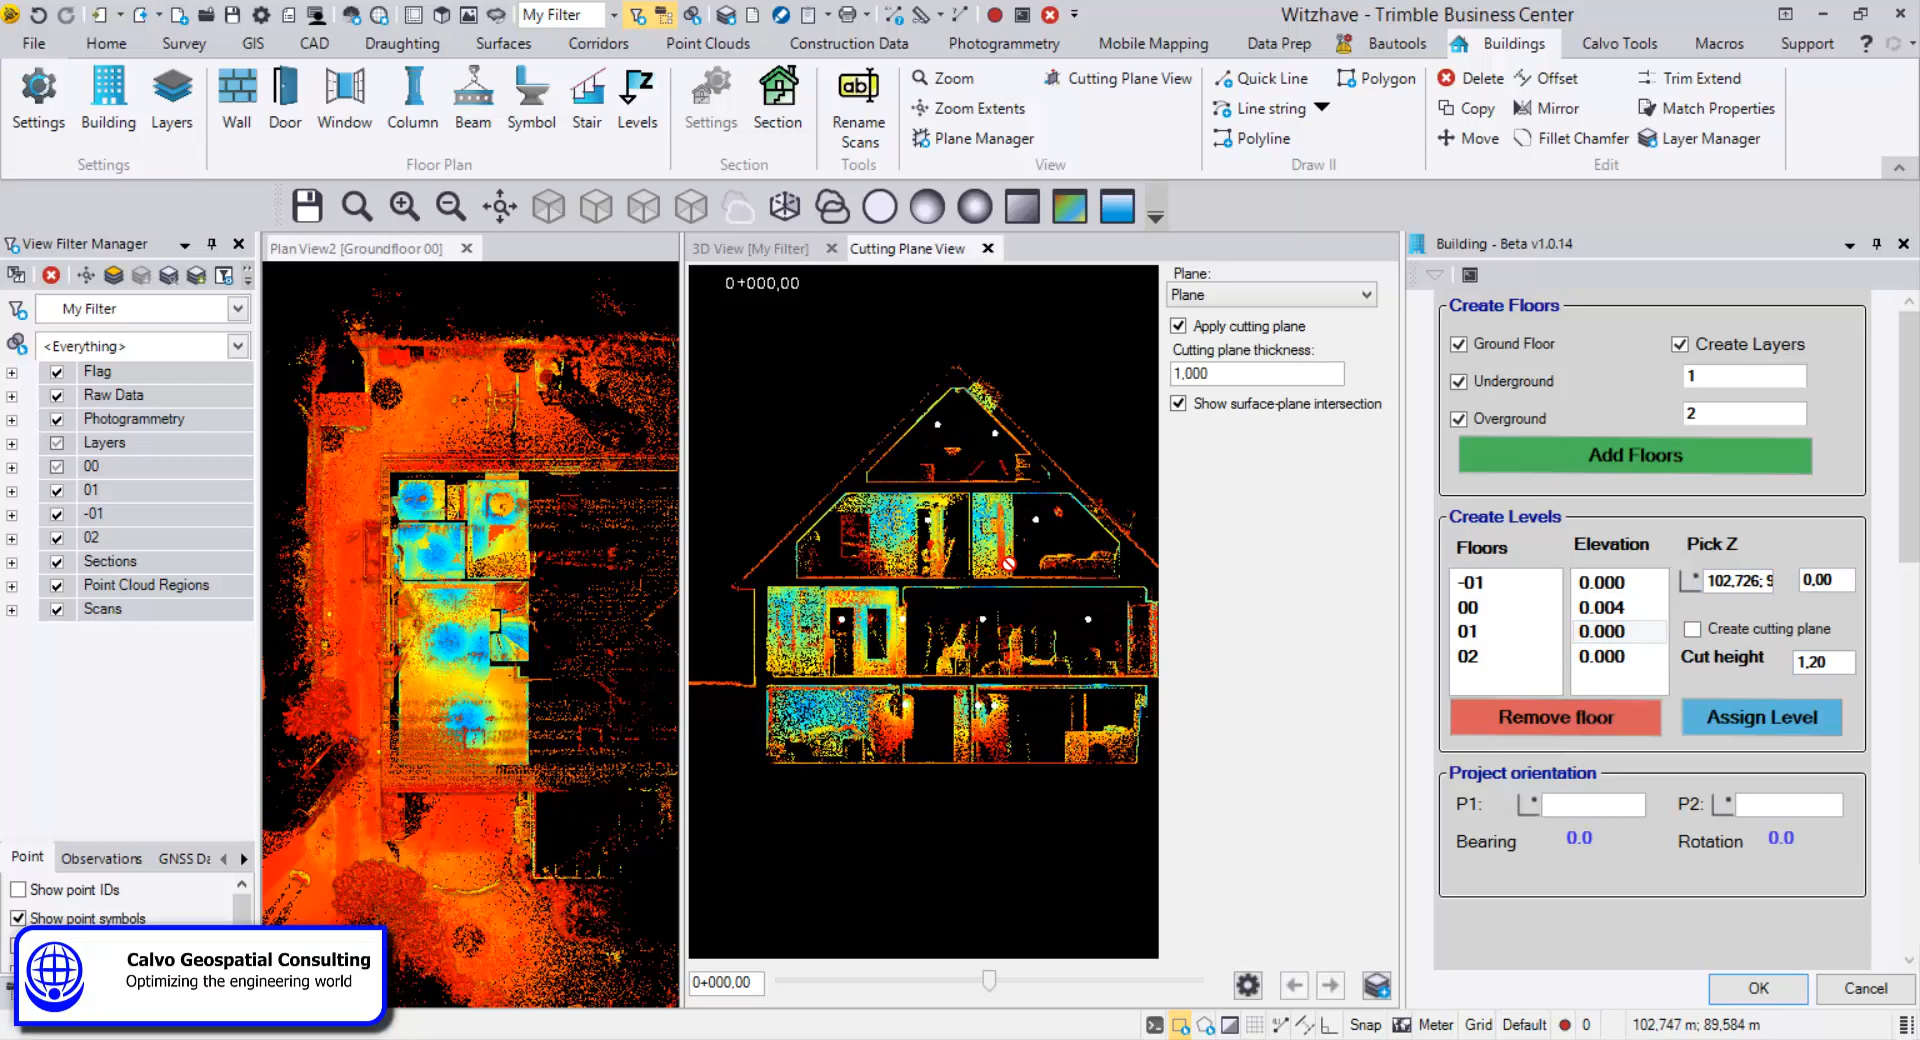 My Filter
Witzhave - Trimble Business Center
File
Home
Survey
GIS
CAD
Draughting
Surfaces
Corridors
Point Clouds
Construction Data
Photogrammetry
Mobile Mapping
Data Prep
Bautools
Buildings
Calvo Tools
Macros
Support
Settings
Building
Layers
Wall
Door
Window
Column
Beam
Symbol
Stair
Levels
Settings
Section
Rename
Scans
Zoom
Cutting Plane View
Zoom Extents
Plane Manager
Quick Line
Polygon
Line string
Polyline
Delete
Offset
Trim Extend
Copy
Mirror
Match Properties
Move
Fillet Chamfer
Layer Manager
Settings
Floor Plan
Section
Tools
View
Draw II
Edit
View Filter Manager
Plan View2 [Groundfloor 00]
3D View [My Filter]
Cutting Plane View
Building - Beta v1.0.14
My Filter
<Everything>
Flag
Raw Data
Photogrammetry
Layers
00
01
-01
02
Sections
Point Cloud Regions
Scans
Point
Observations
GNSS Da
Show point IDs
Show point symbols
Calvo Geospatial Consulting
Optimizing the engineering world
0+000,00
Plane:
Plane
Apply cutting plane
Cutting plane thickness:
1,000
Show surface-plane intersection
0+000,00
Create Floors
Ground Floor
Create Layers
Underground
1
Overground
2
Add Floors
Create Levels
Floors
Elevation
Pick Z
-01
0.000
102,726; 9
0,00
00
0.004
01
0.000
Create cutting plane
02
0.000
Cut height
1,20
Remove floor
Assign Level
Project orientation
P1:
P2:
Bearing
0.0
Rotation
0.0
OK
Cancel
Snap
Meter
Grid
Default
0
102,747 m; 89,584 m